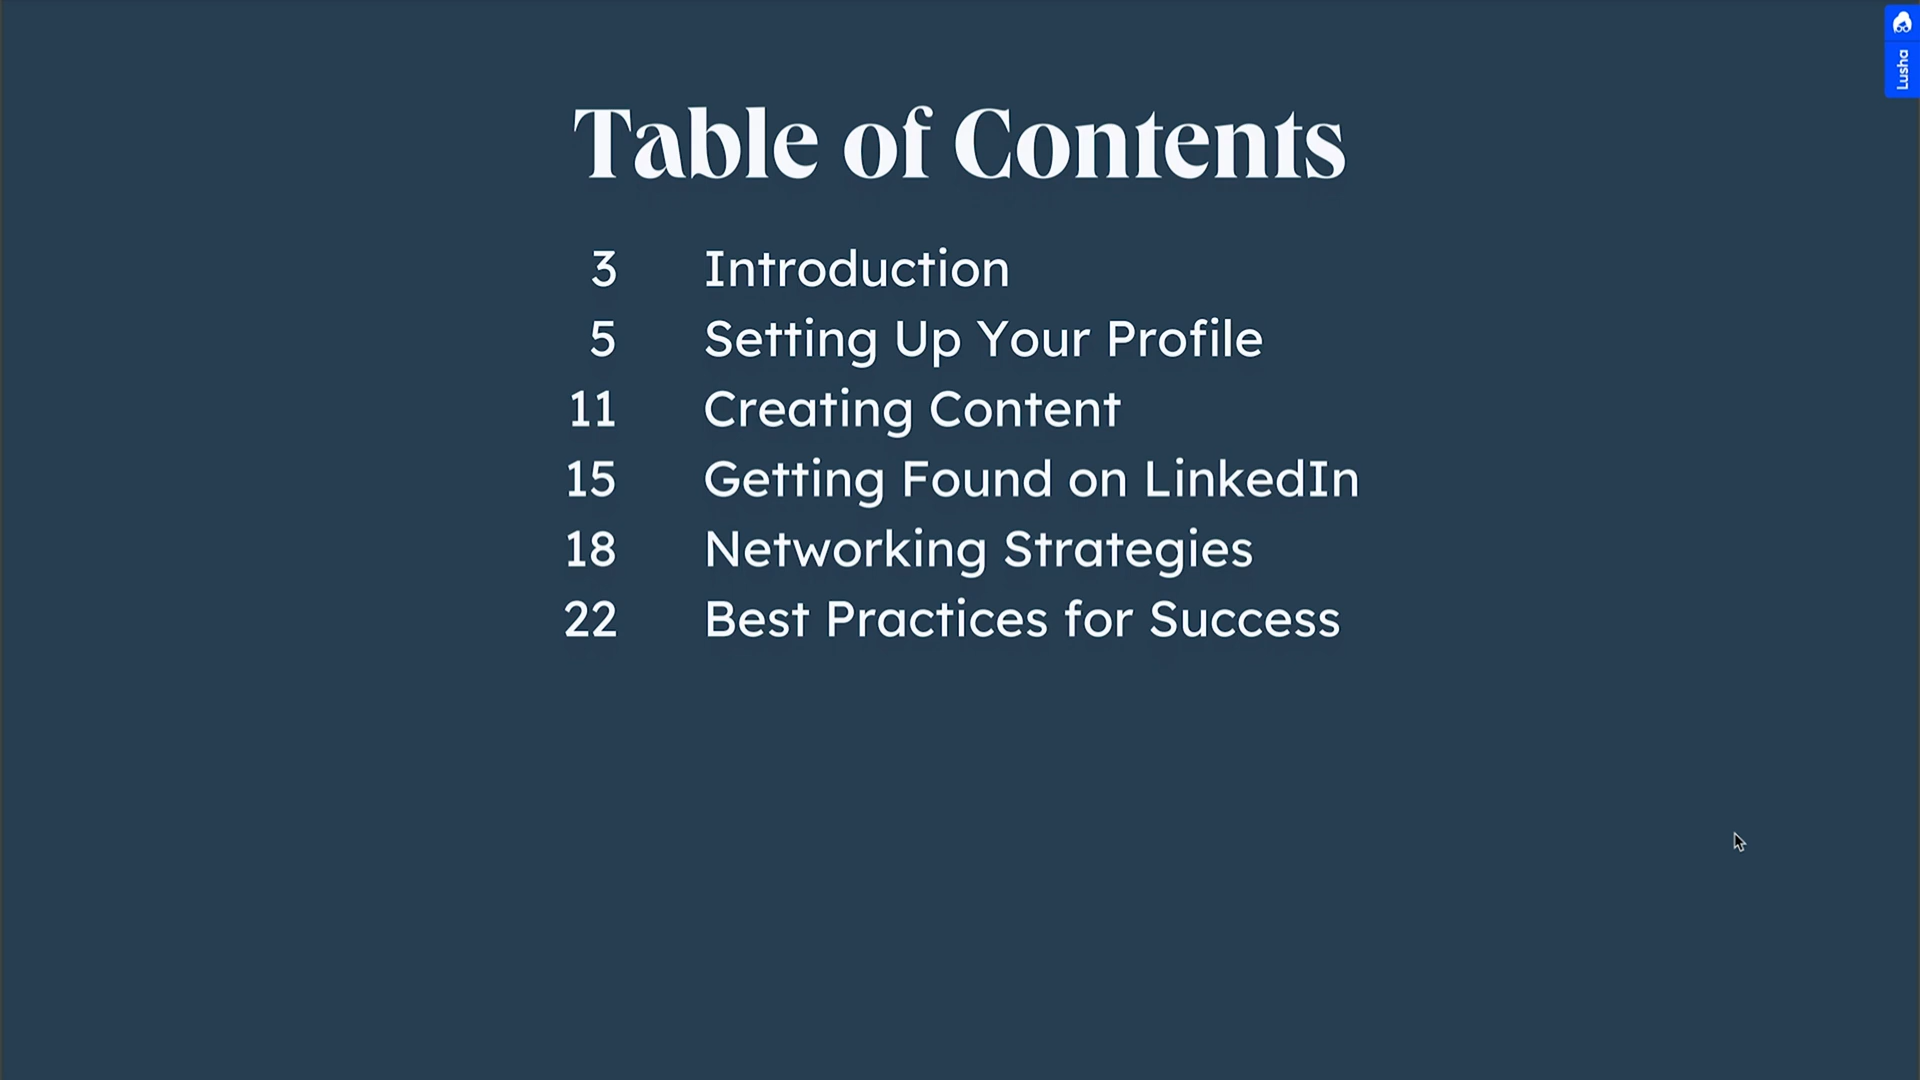 Table of Contents
3 Introduction
5 Setting Up Your Profile
11 Creating Content
15 Getting Found on LinkedIn
18 Networking Strategies
22 Best Practices for Success
Lusha